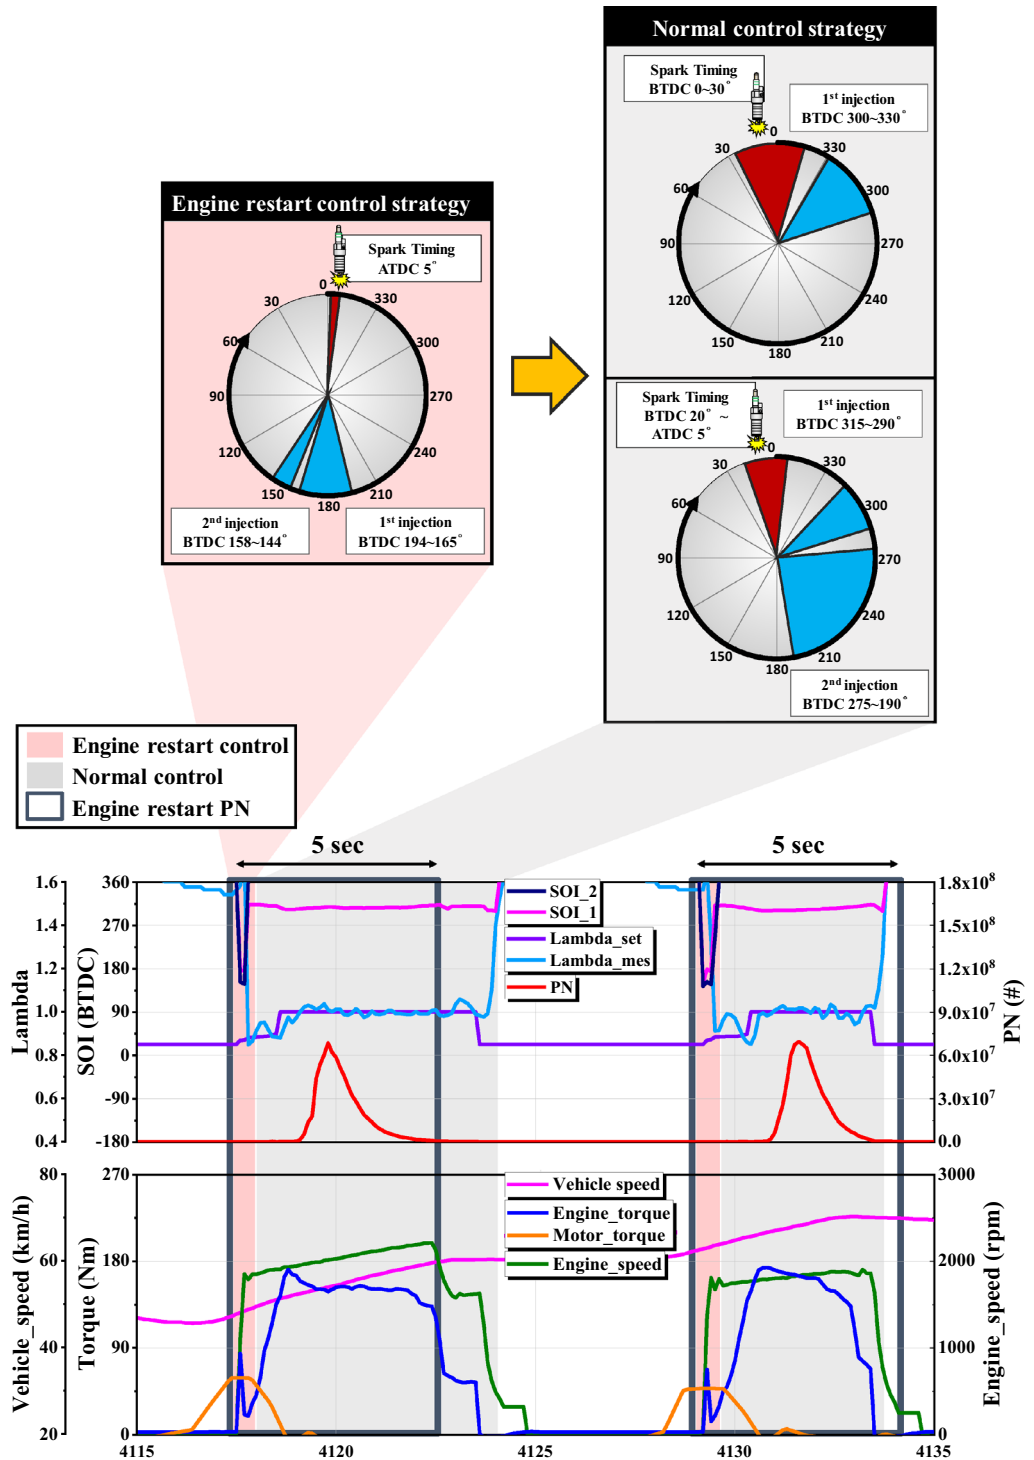 Normal control strategy
Spark Timing
BTDC 0~30°
1st injection
BTDC 300~330°
0
30
330
60
300
90
270
120
240
150
210
180
Engine restart control strategy
Spark Timing
ATDC 5°
0
30
330
60
300
90
270
120
240
150
210
180
2nd injection
BTDC 158~144°
1st injection
BTDC 194~165°
Spark Timing
BTDC 20° ~
ATDC 5°
1st injection
BTDC 315~290°
0
30
330
60
300
90
270
120
240
150
210
180
2nd injection
BTDC 275~190°
Engine restart control
Normal control
Engine restart PN
5 sec
5 sec
Lambda
1.6
1.4
1.2
1.0
0.8
0.6
0.4
SOI (BTDC)
360
270
180
90
0
-90
-180
SOI_2
SOI_1
Lambda_set
Lambda_mes
PN
1.8x10⁸
1.5x10⁸
1.2x10⁸
9.0x10⁷
6.0x10⁷
3.0x10⁷
0.0
PN (#)
Vehicle_speed (km/h)
80
60
40
20
Torque (Nm)
270
180
90
0
Vehicle speed
Engine_torque
Motor_torque
Engine_speed
3000
2000
1000
0
Engine_speed (rpm)
4115
4120
4125
4130
4135